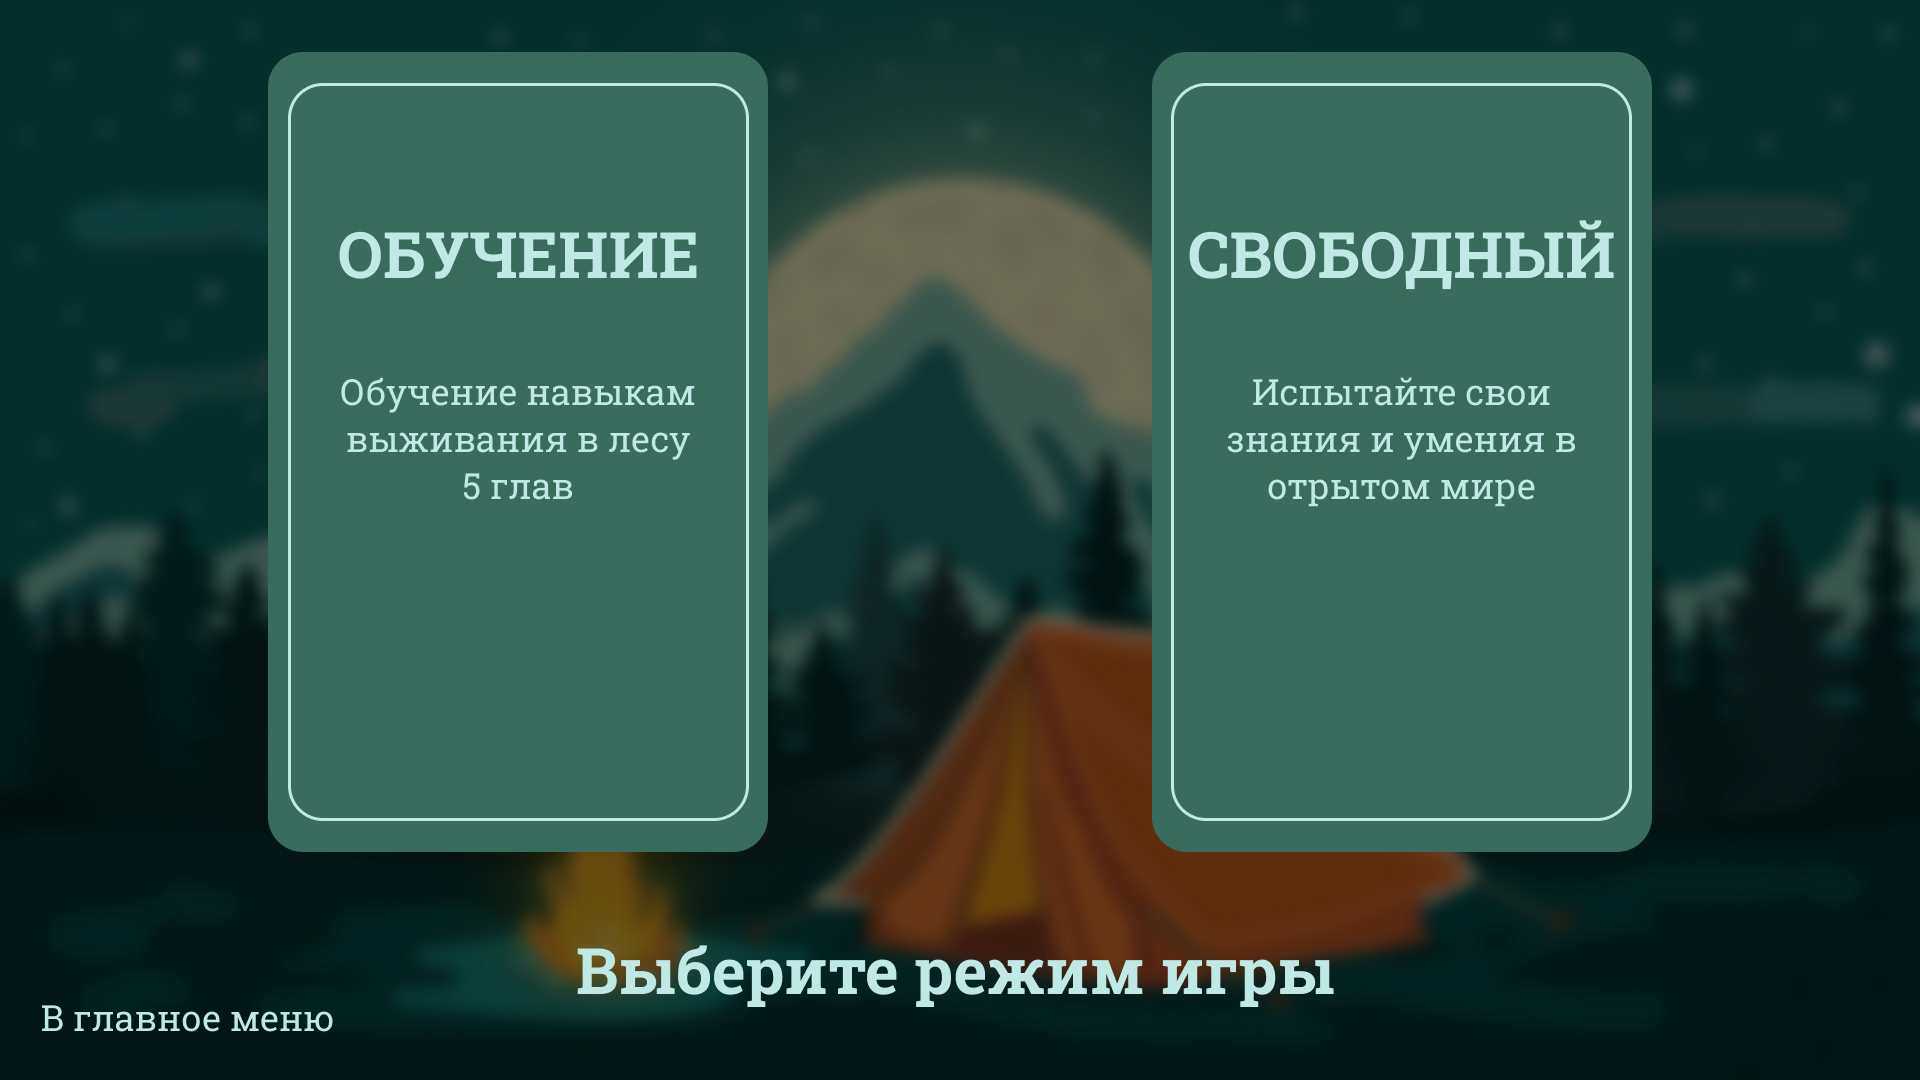 ОБУЧЕНИЕ
Обучение навыкам
выживания в лесу
5 глав
СВОБОДНЫЙ
Испытайте свои
знания и умения в
отрытом мире
Выберите режим игры
В главное меню